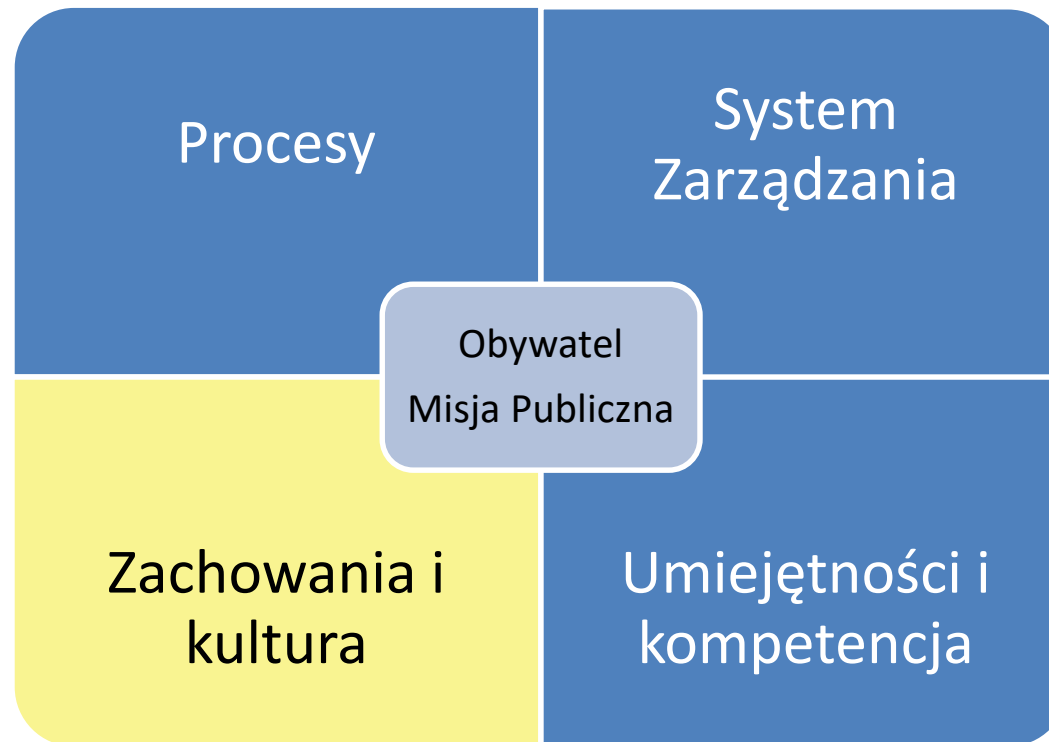 Procesy
System
Zarządzania
Obywatel
Misja Publiczna
Zachowania i
kultura
Umiejętności i
kompetencja